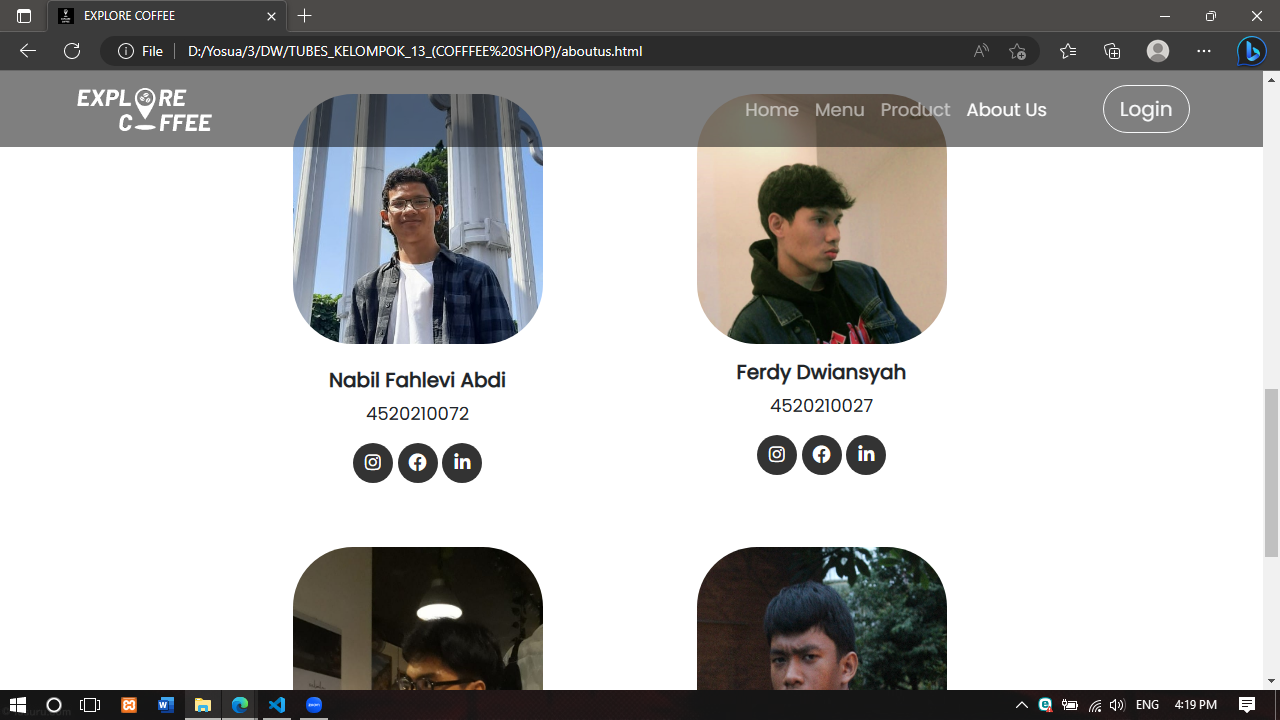 EXPLORE COFFEE
File
D:/Yosua/3/DW/TUBES_KELOMPOK_13_(COFFFEE%20SHOP)/aboutus.html
EXPLORE
COFFEE
Home Menu Product About Us Login
Nabil Fahlevi Abdi
4520210072
Ferdy Dwiansyah
4520210027
ENG 4:19 PM